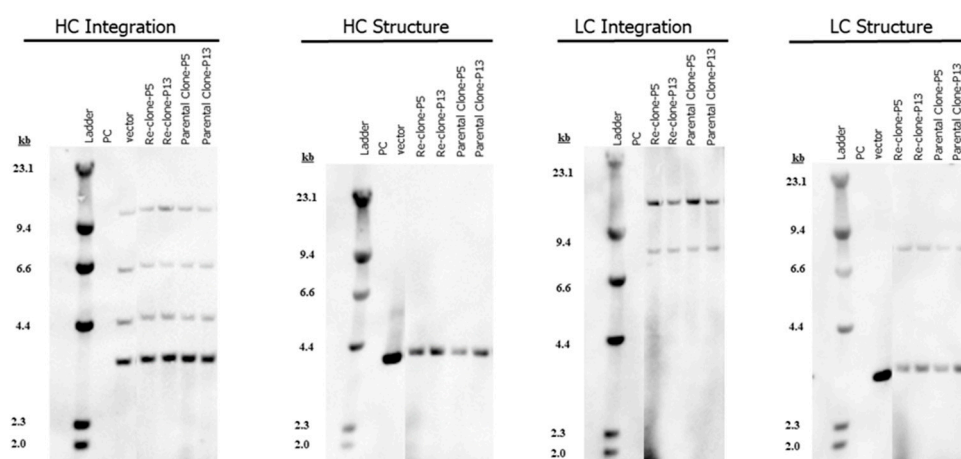 HC Integration
kb
Ladder
PC
vector
Re-clone-P5
Re-clone-P13
Parental Clone-P5
Parental Clone-P13
23.1
9.4
6.6
4.4
2.3
2.0
HC Structure
kb
Ladder
PC
vector
Re-clone-P5
Re-clone-P13
Parental Clone-P5
Parental Clone-P13
23.1
9.4
6.6
4.4
2.3
2.0
LC Integration
kb
Ladder
PC
Re-clone-P5
Re-clone-P13
Parental Clone-P5
Parental Clone-P13
23.1
9.4
6.6
4.4
2.3
2.0
LC Structure
kb
Ladder
PC
vector
Re-clone-P5
Re-clone-P13
Parental Clone-P5
Parental Clone-P13
23.1
9.4
6.6
4.4
2.3
2.0